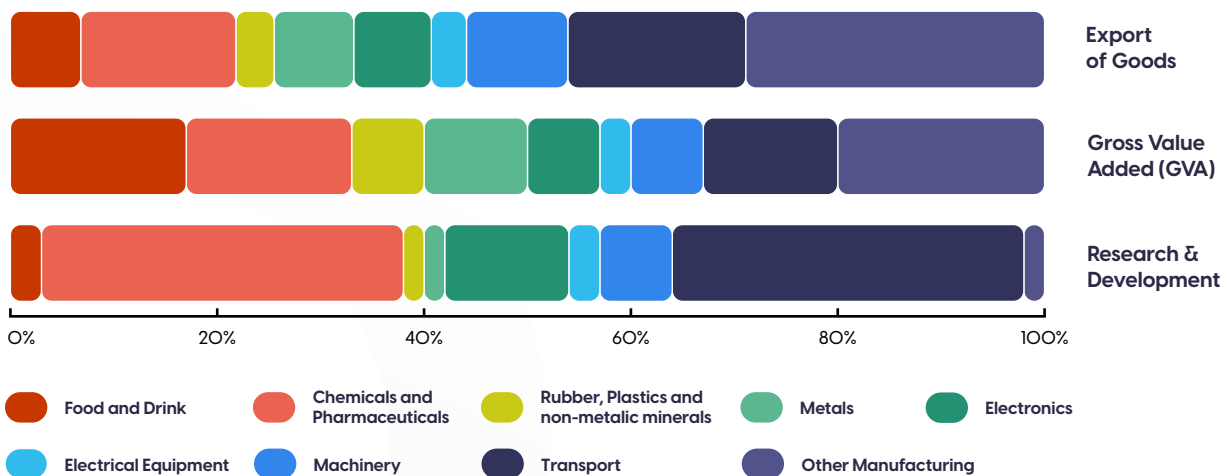 Export
of Goods
Gross Value
Added (GVA)
Research &
Development
0%
20%
40%
60%
80%
100%
Food and Drink
Chemicals and
Pharmaceuticals
Rubber, Plastics and
non-metalic minerals
Metals
Electronics
Electrical Equipment
Machinery
Transport
Other Manufacturing